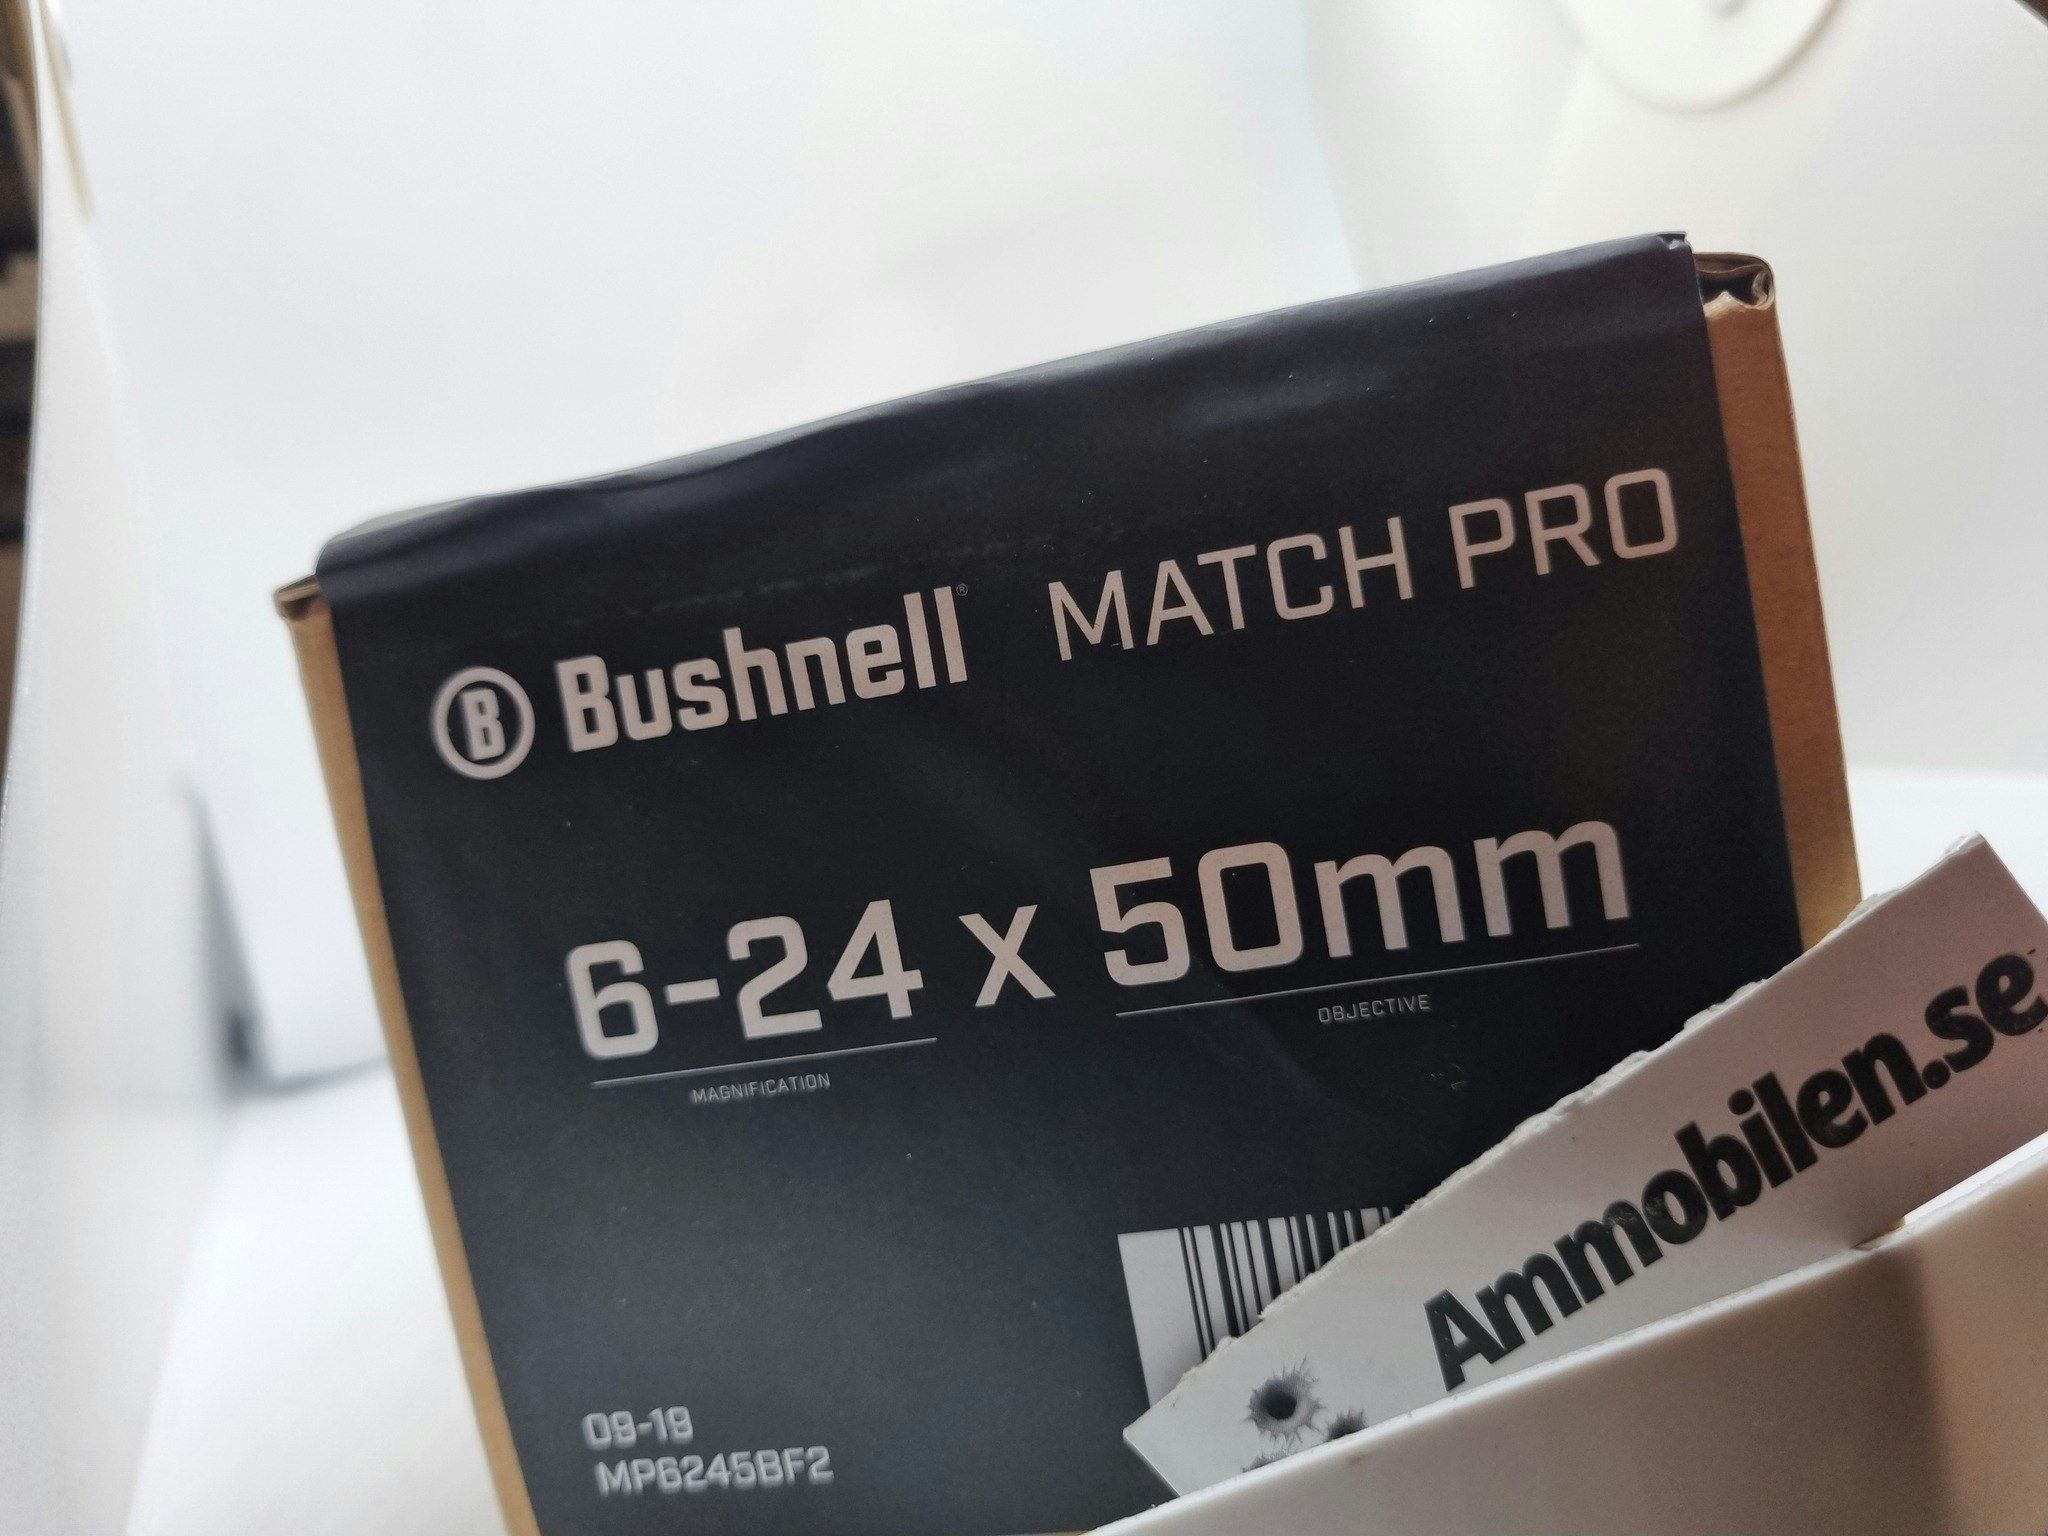 B Bushnell® MATCH PRO
6-24 x 50mm
MAGNIFICATION
OBJECTIVE
09-19
MP6245BF2
Ammobilen.se